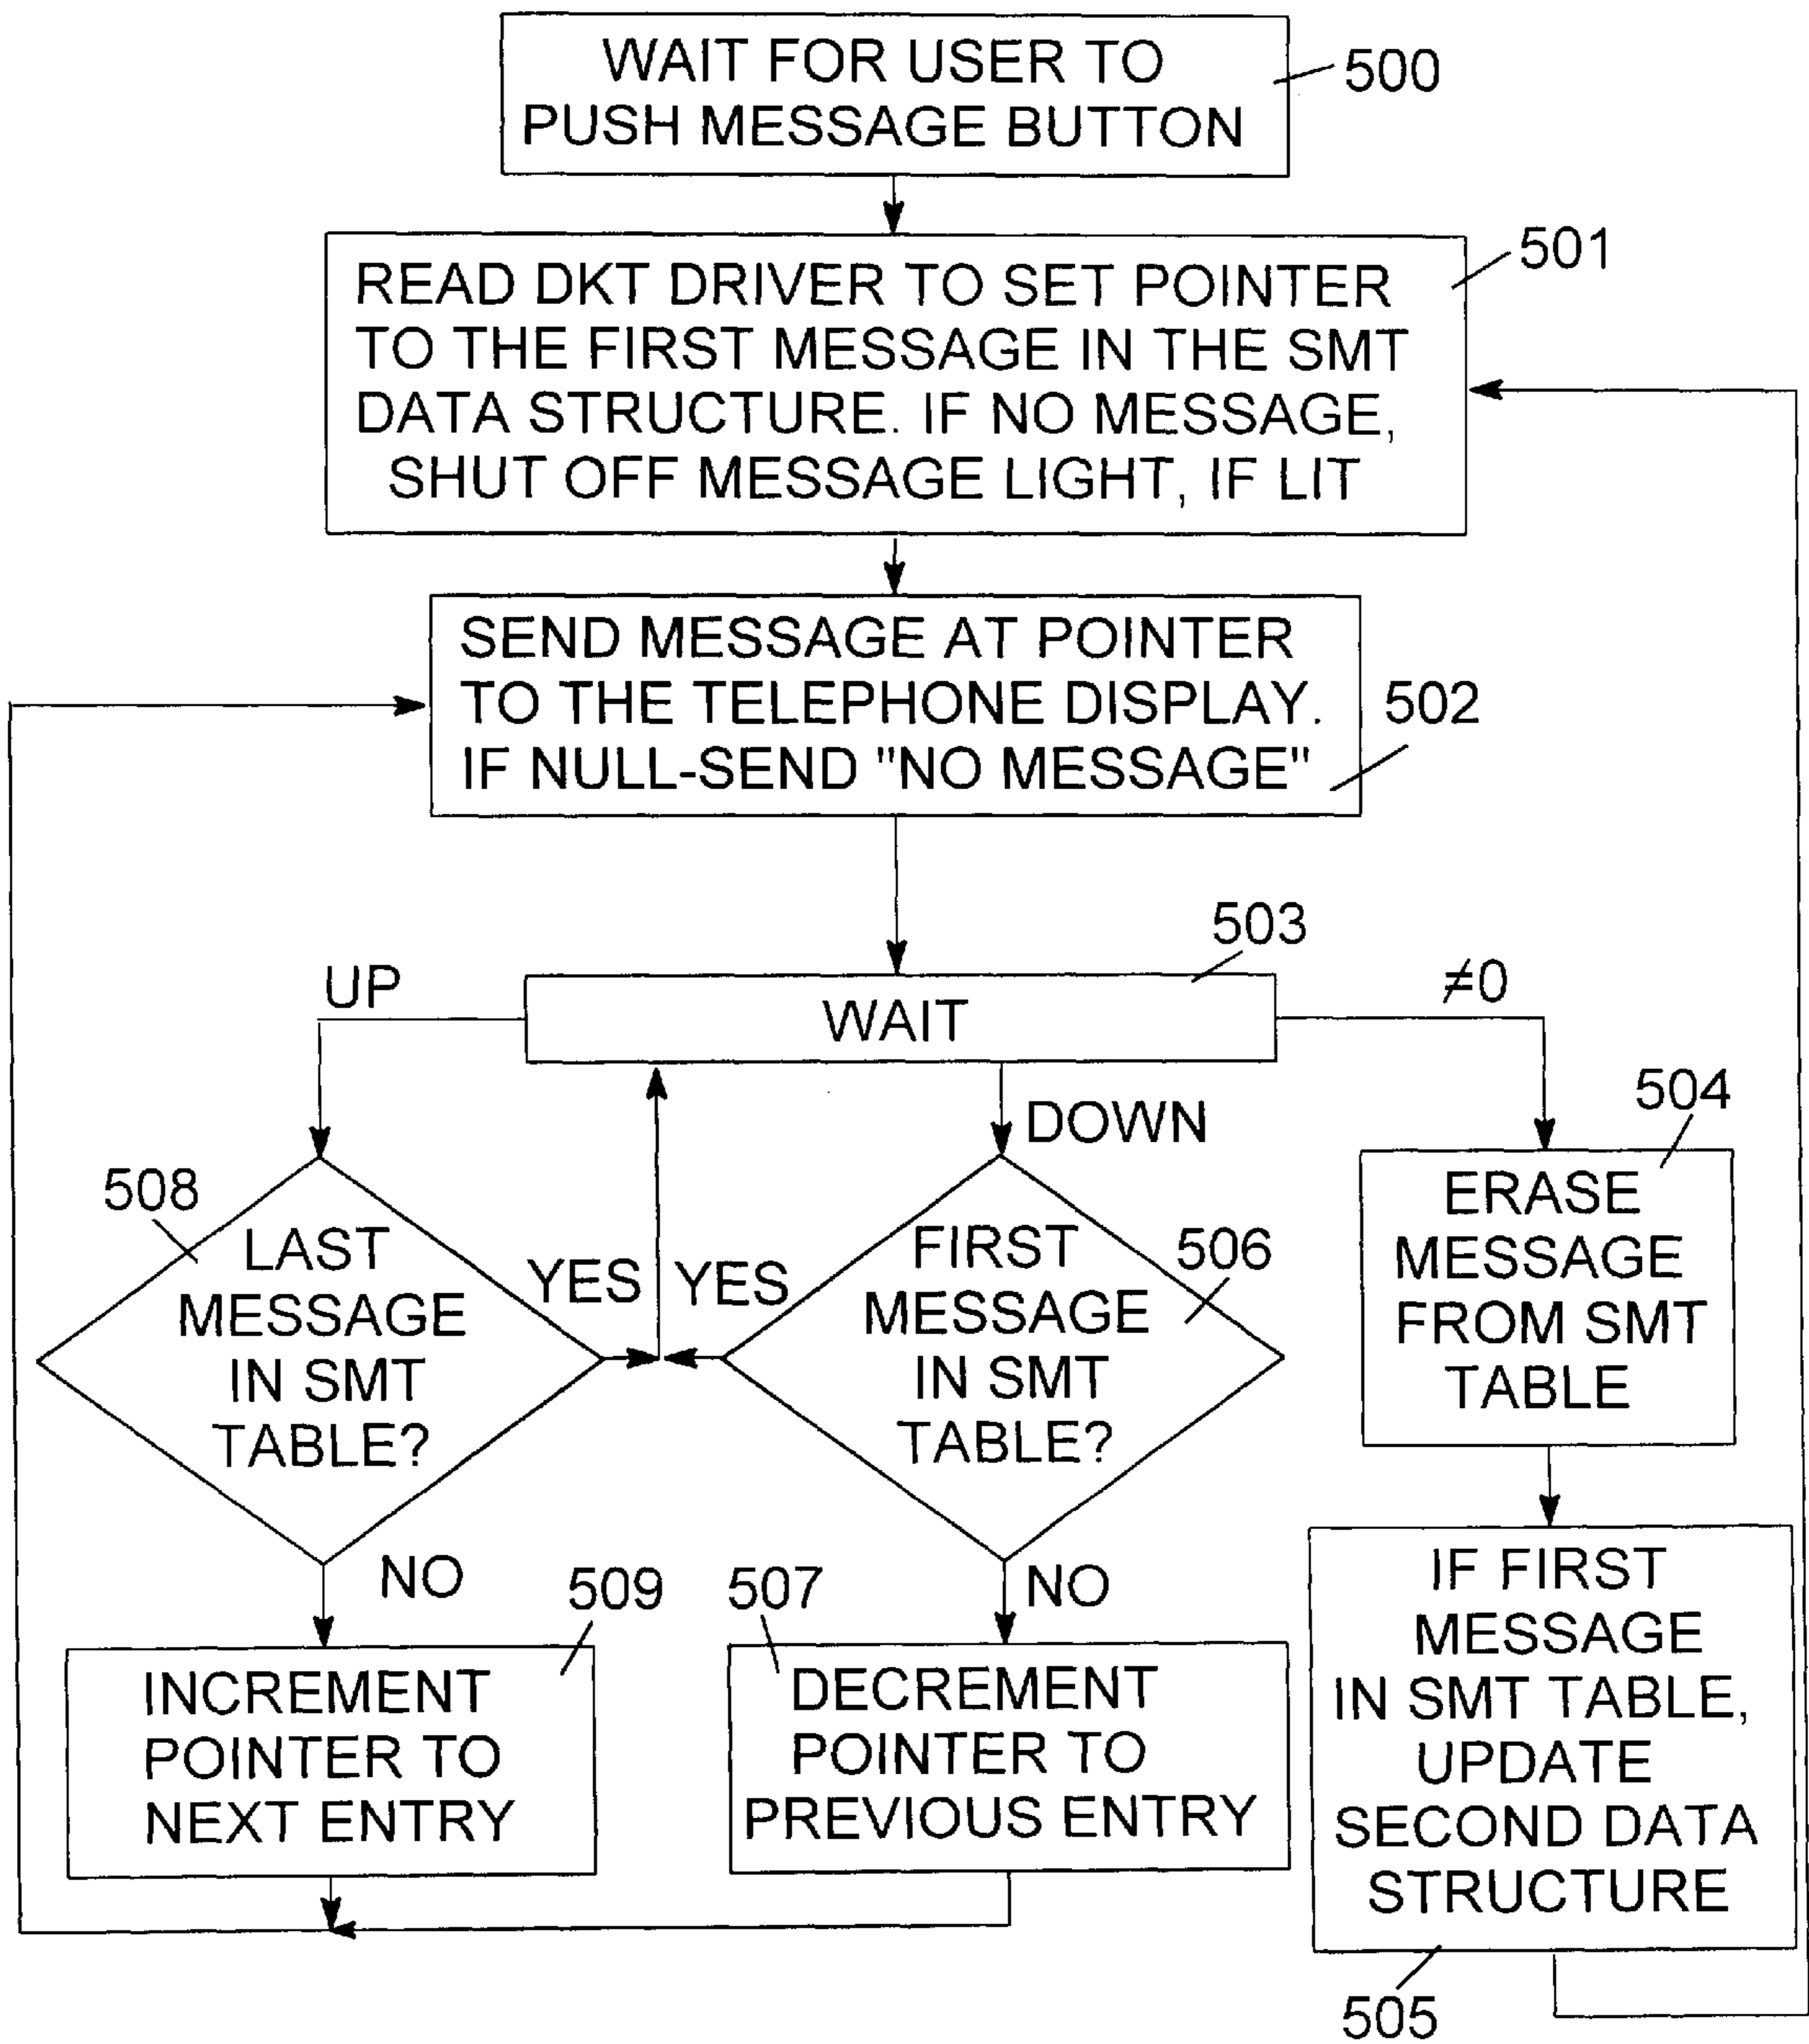 WAIT FOR USER TO
PUSH MESSAGE BUTTON
500
READ DKT DRIVER TO SET POINTER
TO THE FIRST MESSAGE IN THE SMT
DATA STRUCTURE. IF NO MESSAGE,
SHUT OFF MESSAGE LIGHT, IF LIT
501
SEND MESSAGE AT POINTER
TO THE TELEPHONE DISPLAY.
IF NULL-SEND "NO MESSAGE"
502
503
UP
WAIT
≠0
DOWN
504
508
LAST
MESSAGE
IN SMT
TABLE?
YES
YES
FIRST
MESSAGE
IN SMT
TABLE?
506
ERASE
MESSAGE
FROM SMT
TABLE
NO
509
507
NO
INCREMENT
POINTER TO
NEXT ENTRY
DECREMENT
POINTER TO
PREVIOUS ENTRY
IF FIRST
MESSAGE
IN SMT TABLE,
UPDATE
SECOND DATA
STRUCTURE
505